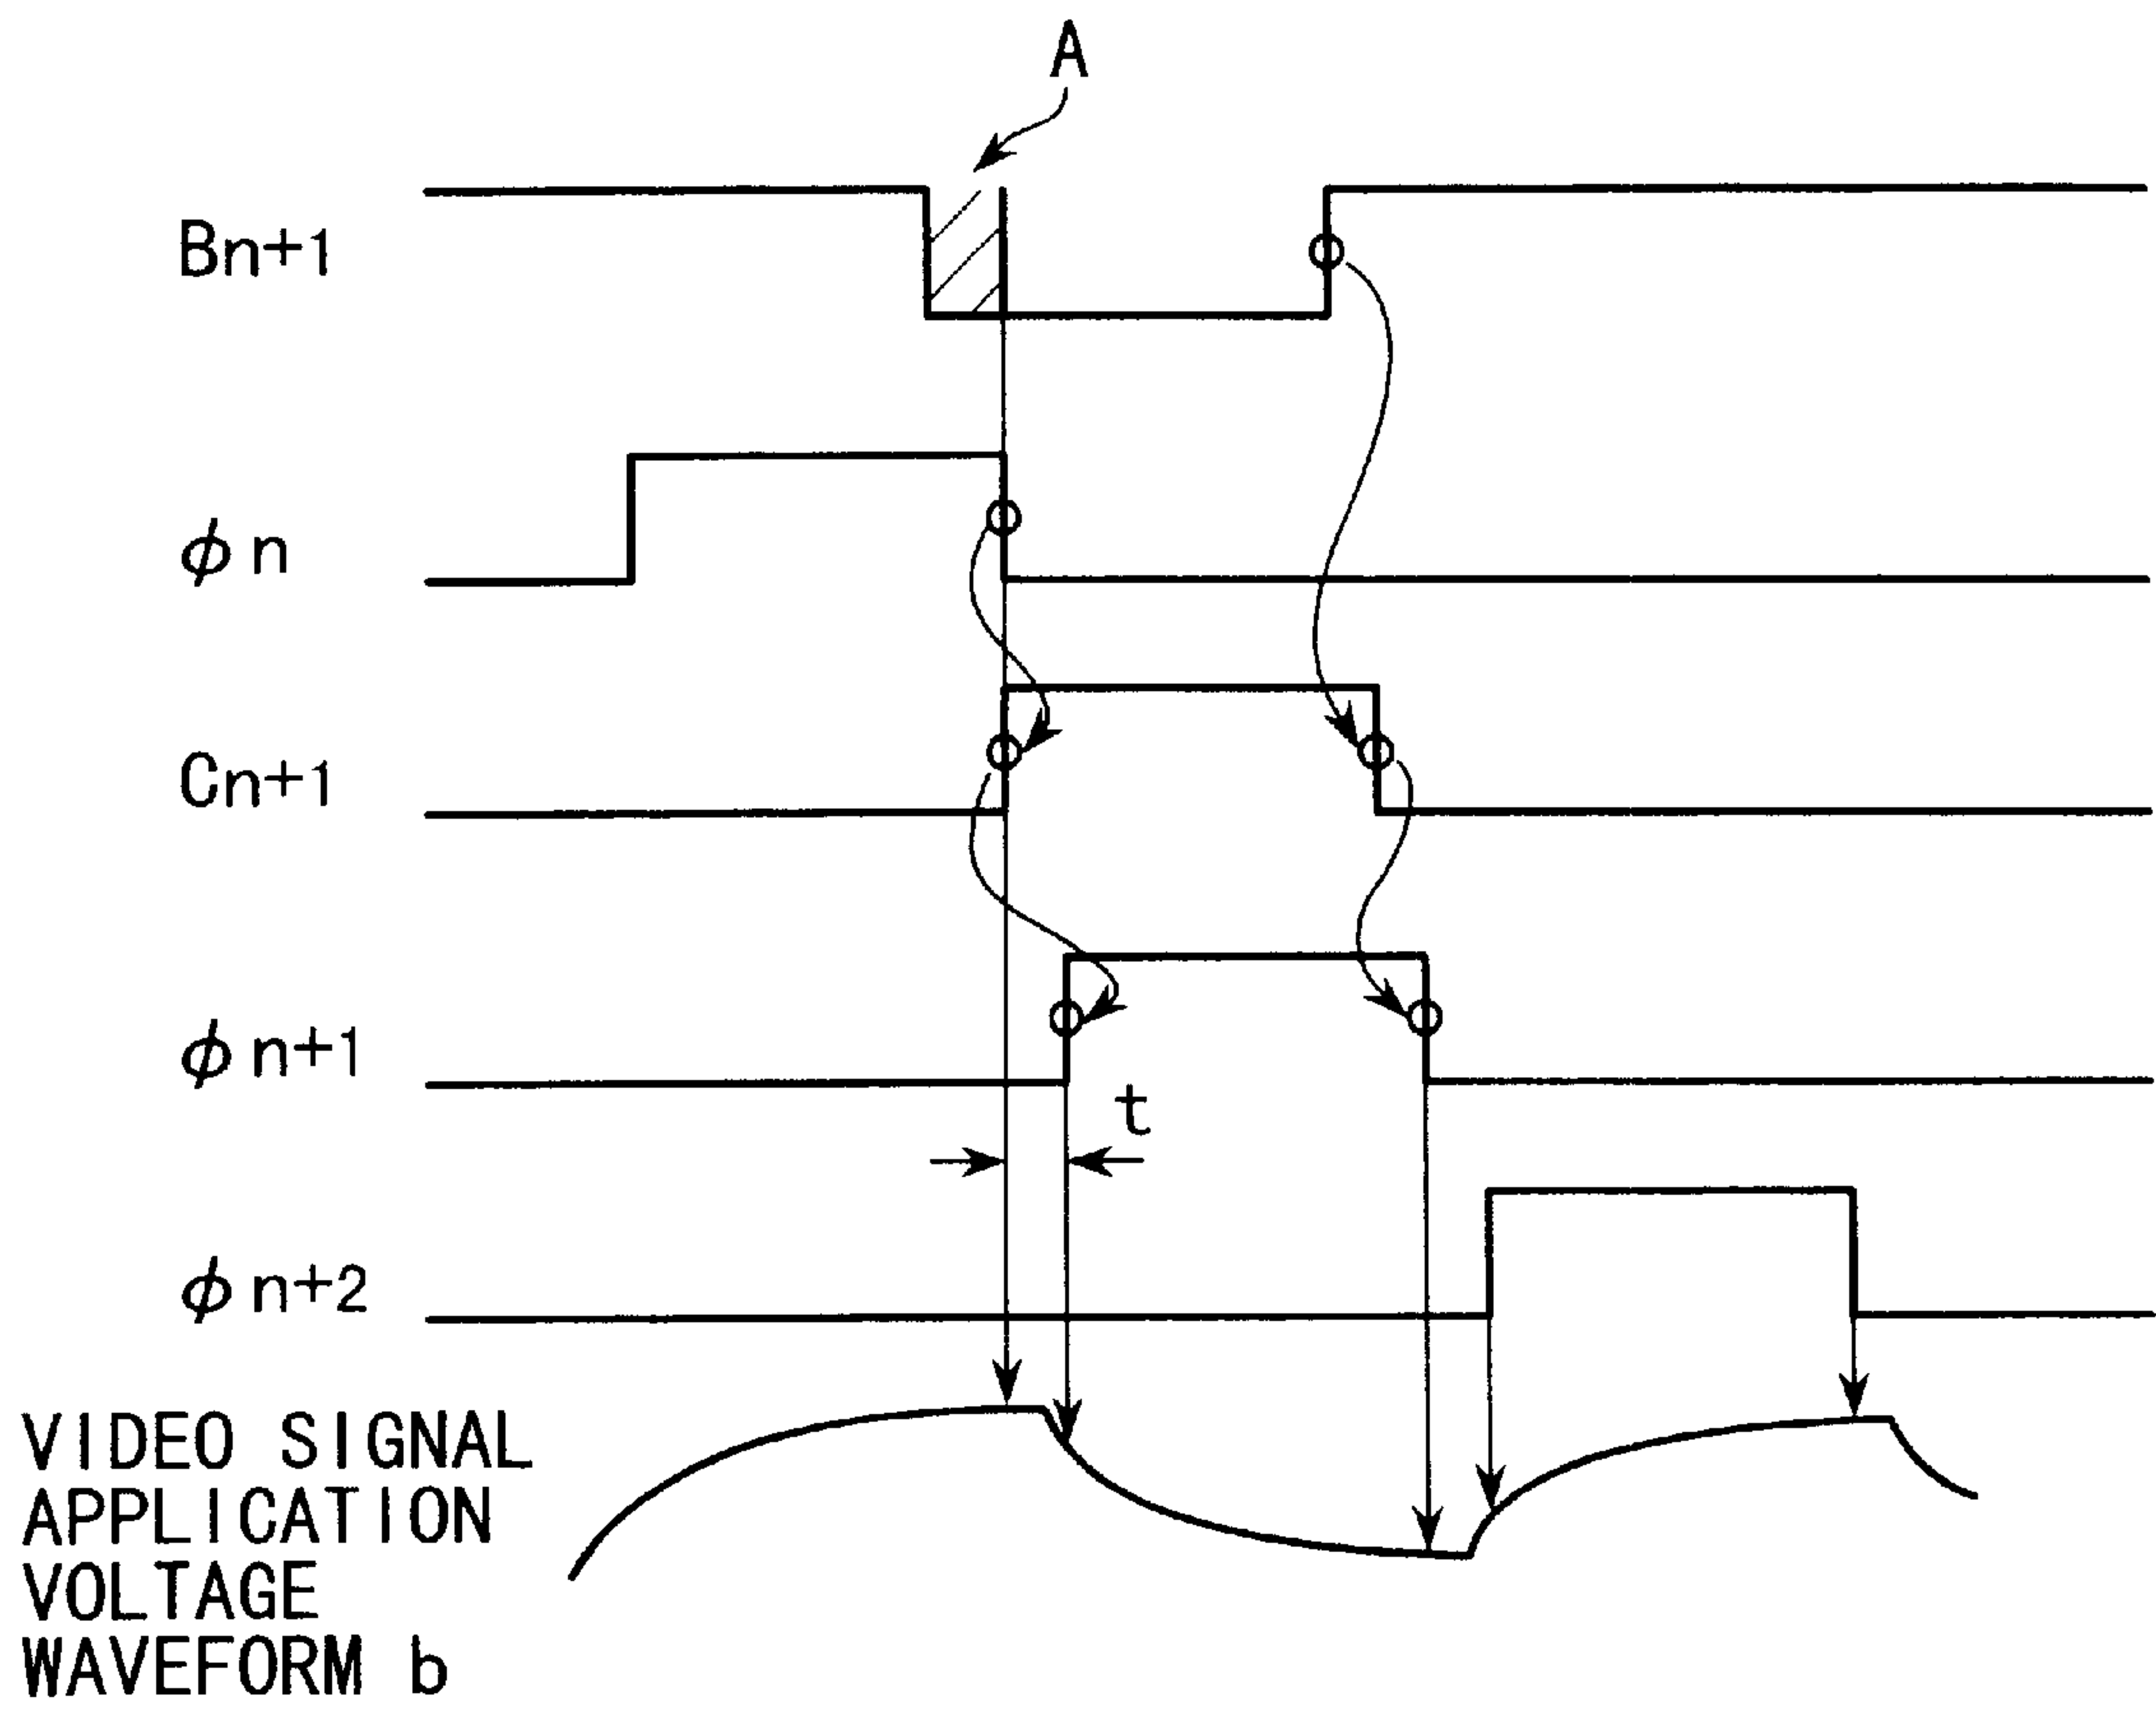 A
Bn+1
ϕn
Cn+1
ϕn+1
t
ϕn+2
VIDEO SIGNAL
APPLICATION
VOLTAGE
WAVEFORM b